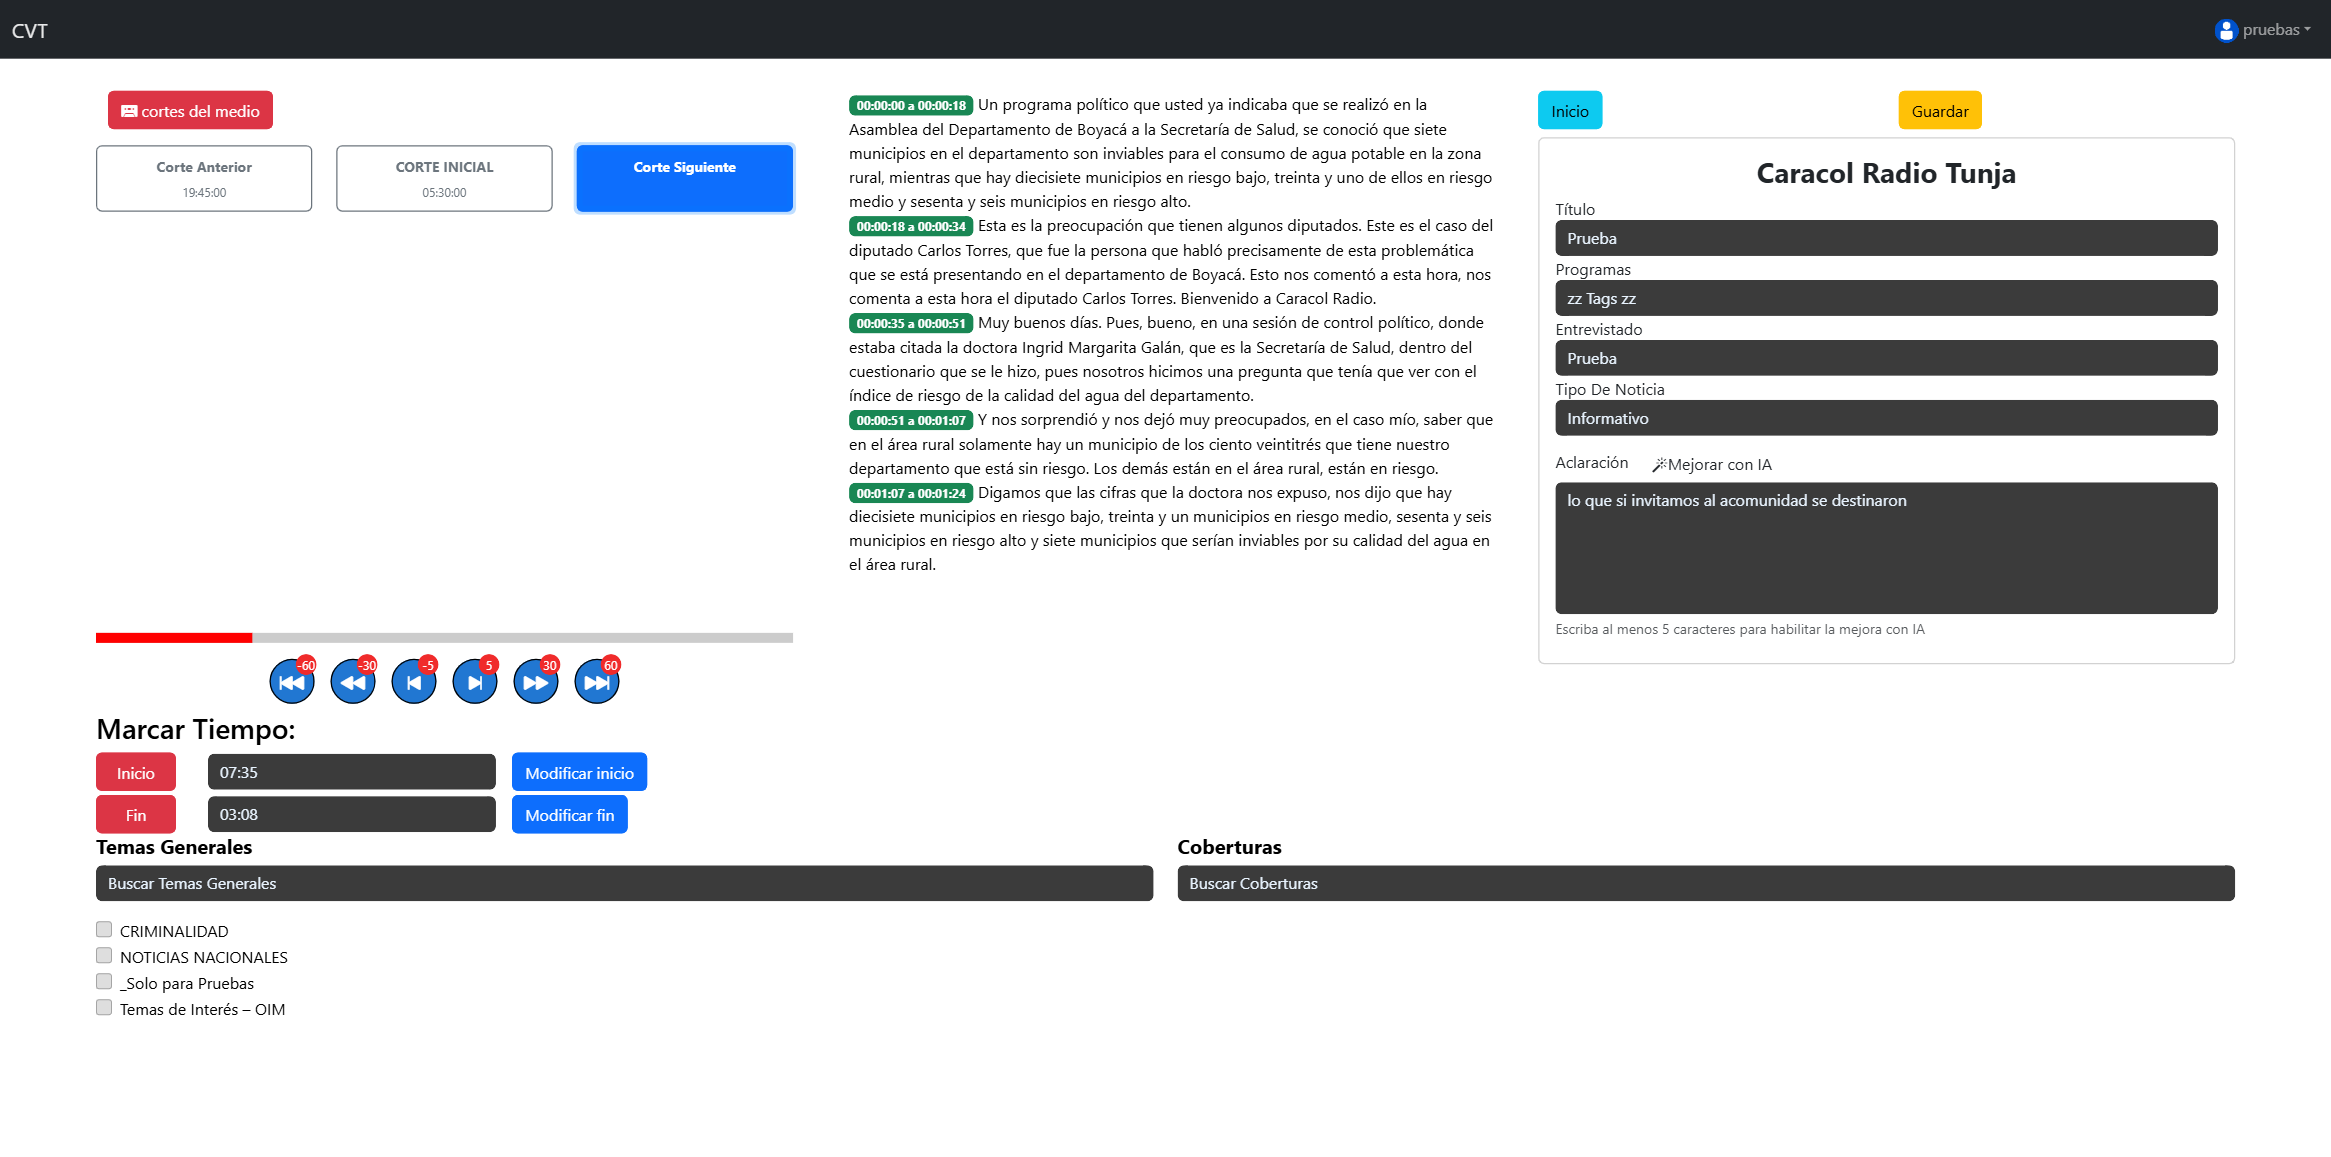 CVT
pruebas
cortes del medio
Corte Anterior
19:45:00
CORTE INICIAL
05:30:00
Corte Siguiente
00:00:00 a 00:00:18 Un programa político que usted ya indicaba que se realizó en la
Asamblea del Departamento de Boyacá a la Secretaría de Salud, se conoció que siete
municipios en el departamento son inviables para el consumo de agua potable en la zona
rural, mientras que hay diecisiete municipios en riesgo bajo, treinta y uno de ellos en riesgo
medio y sesenta y seis municipios en riesgo alto.
00:00:18 a 00:00:34 Esta es la preocupación que tienen algunos diputados. Este es el caso del
diputado Carlos Torres, que fue la persona que habló precisamente de esta problemática
que se está presentando en el departamento de Boyacá. Esto nos comentó a esta hora, nos
comenta a esta hora el diputado Carlos Torres. Bienvenido a Caracol Radio.
00:00:35 a 00:00:51 Muy buenos días. Pues, bueno, en una sesión de control político, donde
estaba citada la doctora Ingrid Margarita Galán, que es la Secretaría de Salud, dentro del
cuestionario que se le hizo, pues nosotros hicimos una pregunta que tenía que ver con el
índice de riesgo de la calidad del agua del departamento.
00:00:51 a 00:01:07 Y nos sorprendió y nos dejó muy preocupados, en el caso mío, saber que
en el área rural solamente hay un municipio de los ciento veintitrés que tiene nuestro
departamento que está sin riesgo. Los demás están en el área rural, están en riesgo.
00:01:07 a 00:01:24 Digamos que las cifras que la doctora nos expuso, nos dijo que hay
diecisiete municipios en riesgo bajo, treinta y un municipios en riesgo medio, sesenta y seis
municipios en riesgo alto y siete municipios que serían inviables por su calidad del agua en
el área rural.
Inicio
Guardar
Caracol Radio Tunja
Título
Prueba
Programas
zz Tags zz
Entrevistado
Prueba
Tipo De Noticia
Informativo
Aclaración
Mejorar con IA
lo que si invitamos al acomunidad se destinaron
Escriba al menos 5 caracteres para habilitar la mejora con IA
-60
-30
-5
5
30
60
Marcar Tiempo:
Inicio
07:35
Modificar inicio
Fin
03:08
Modificar fin
Temas Generales
Buscar Temas Generales
CRIMINALIDAD
NOTICIAS NACIONALES
_Solo para Pruebas
Temas de Interés – OIM
Coberturas
Buscar Coberturas